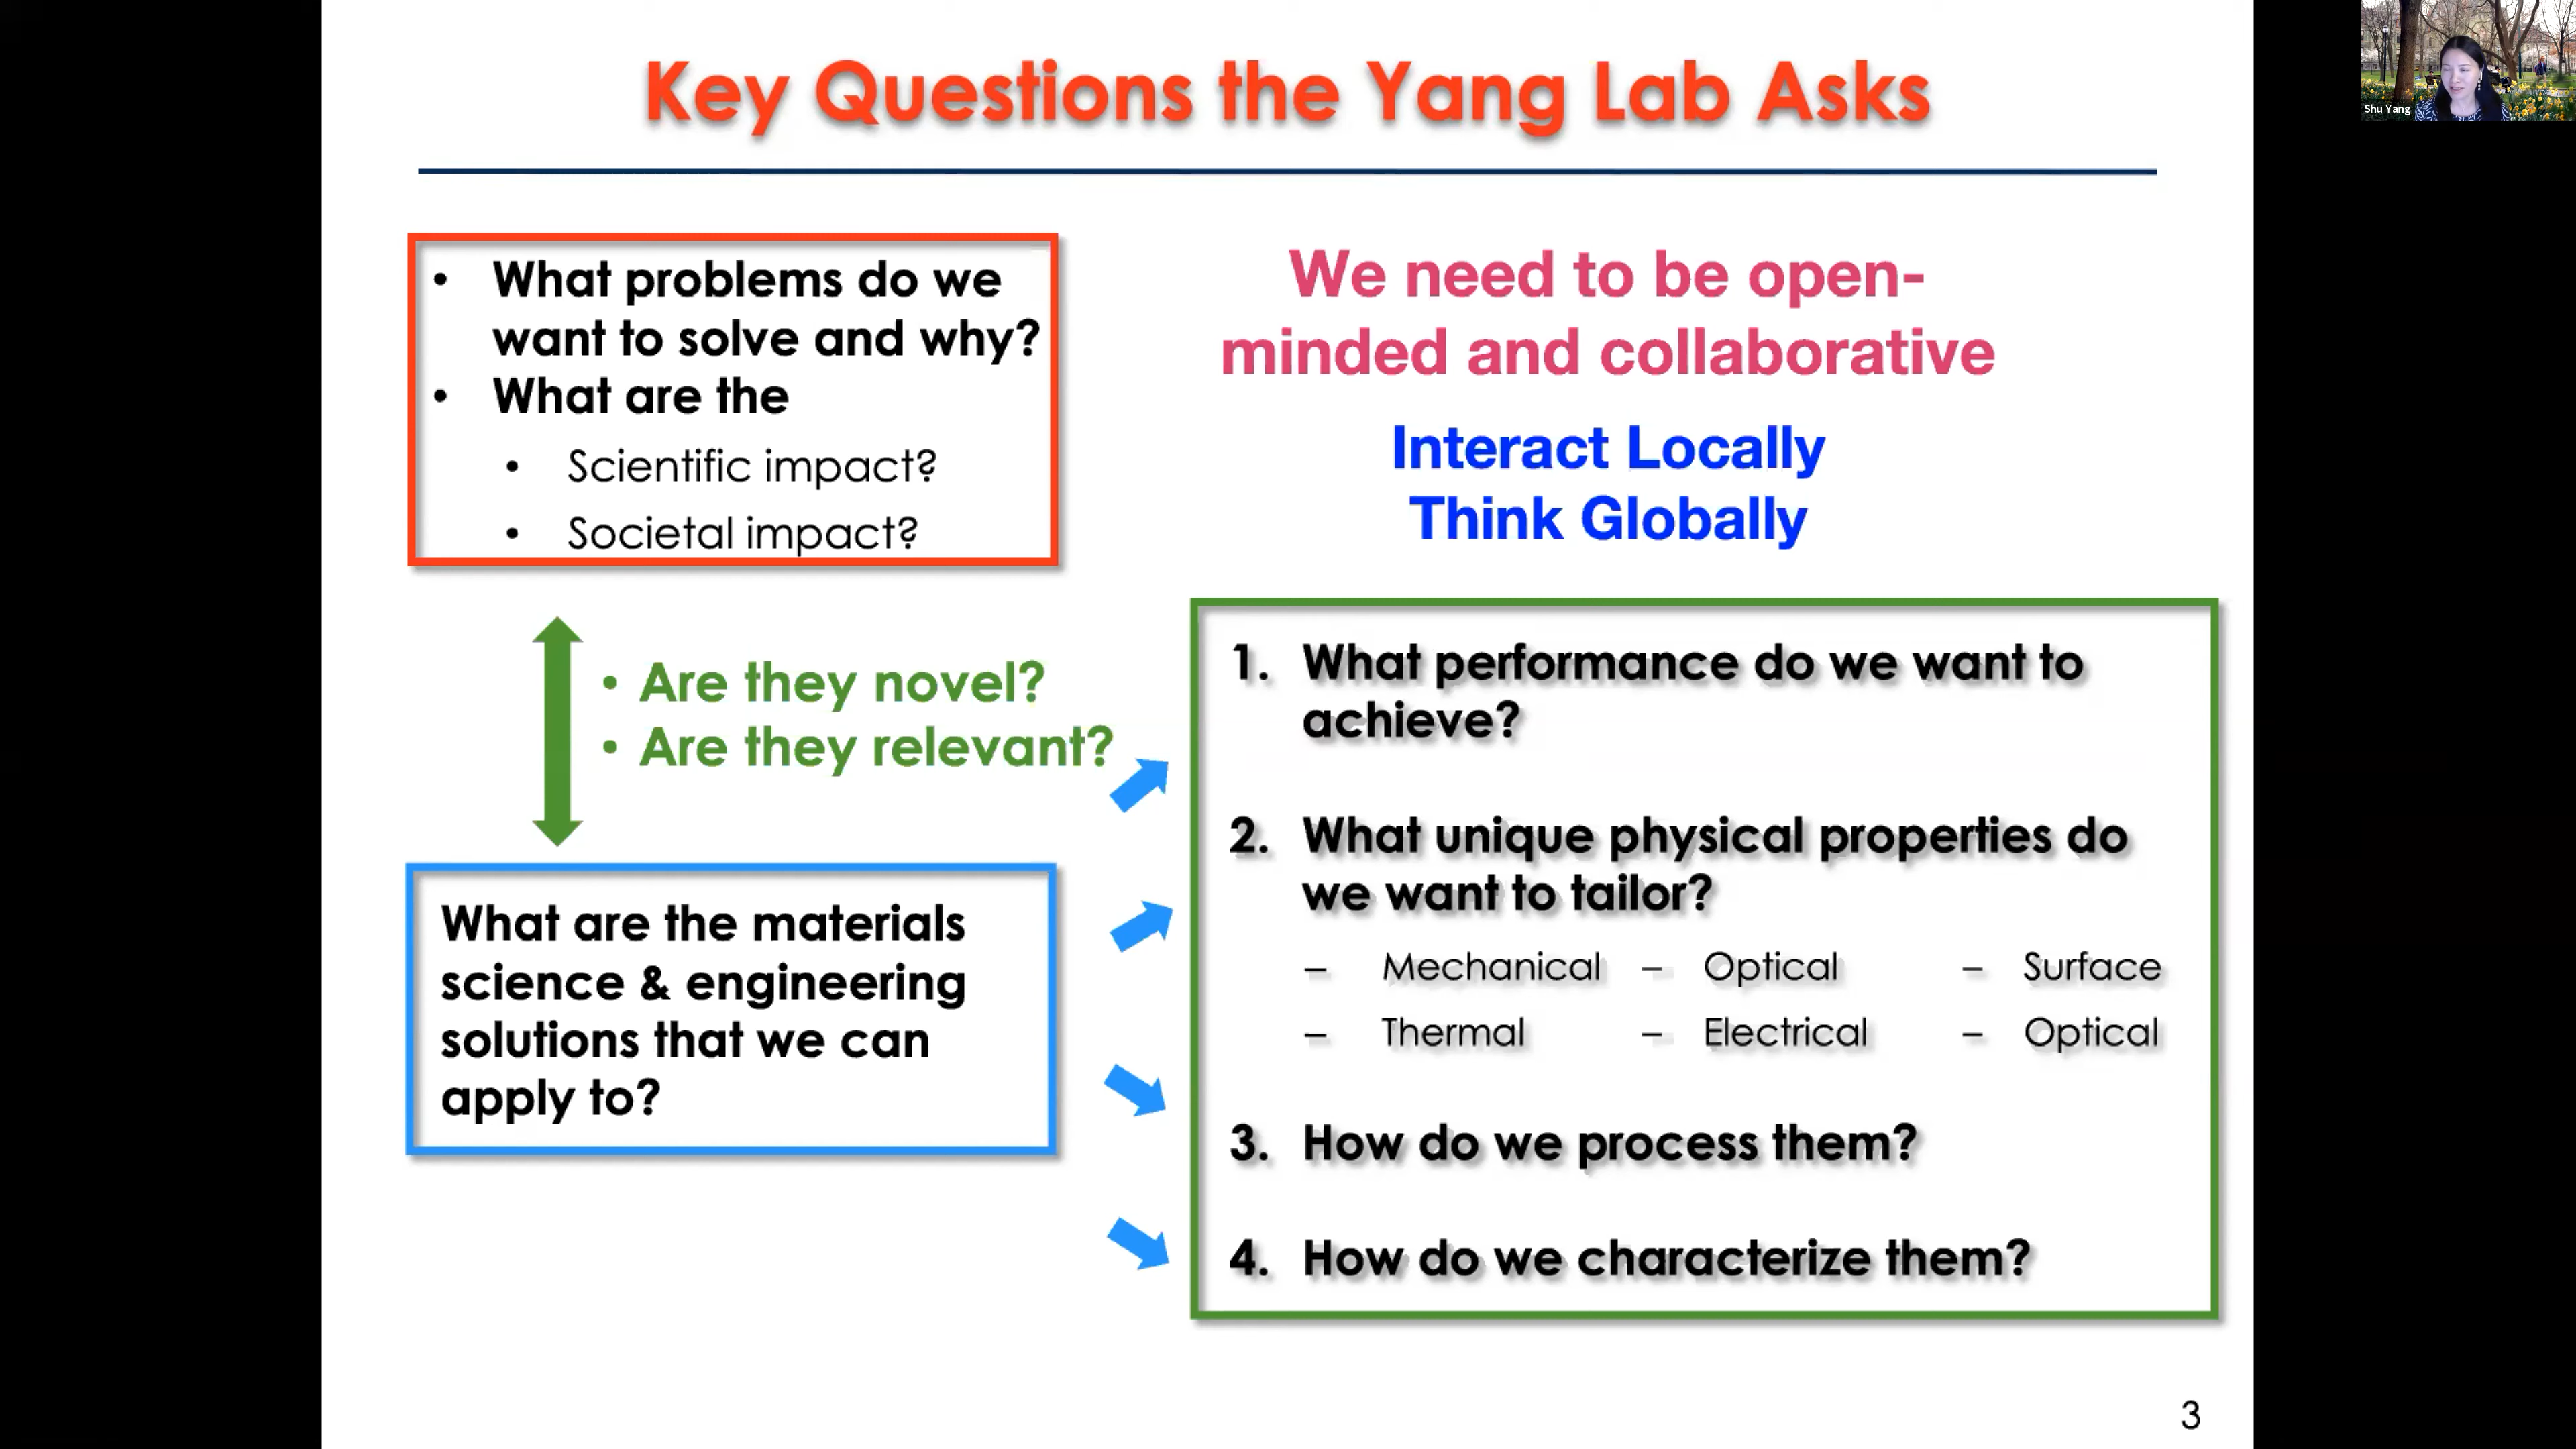 Key Questions the Yang Lab Asks
Shu Yang
• What problems do we
want to solve and why?
• What are the
• Scientific impact?
• Societal impact?
We need to be open-
minded and collaborative
Interact Locally
Think Globally
• Are they novel?
• Are they relevant?
What are the materials
science & engineering
solutions that we can
apply to?
1. What performance do we want to
achieve?
2. What unique physical properties do
we want to tailor?
– Mechanical – Optical – Surface
– Thermal – Electrical – Optical
3. How do we process them?
4. How do we characterize them?
3